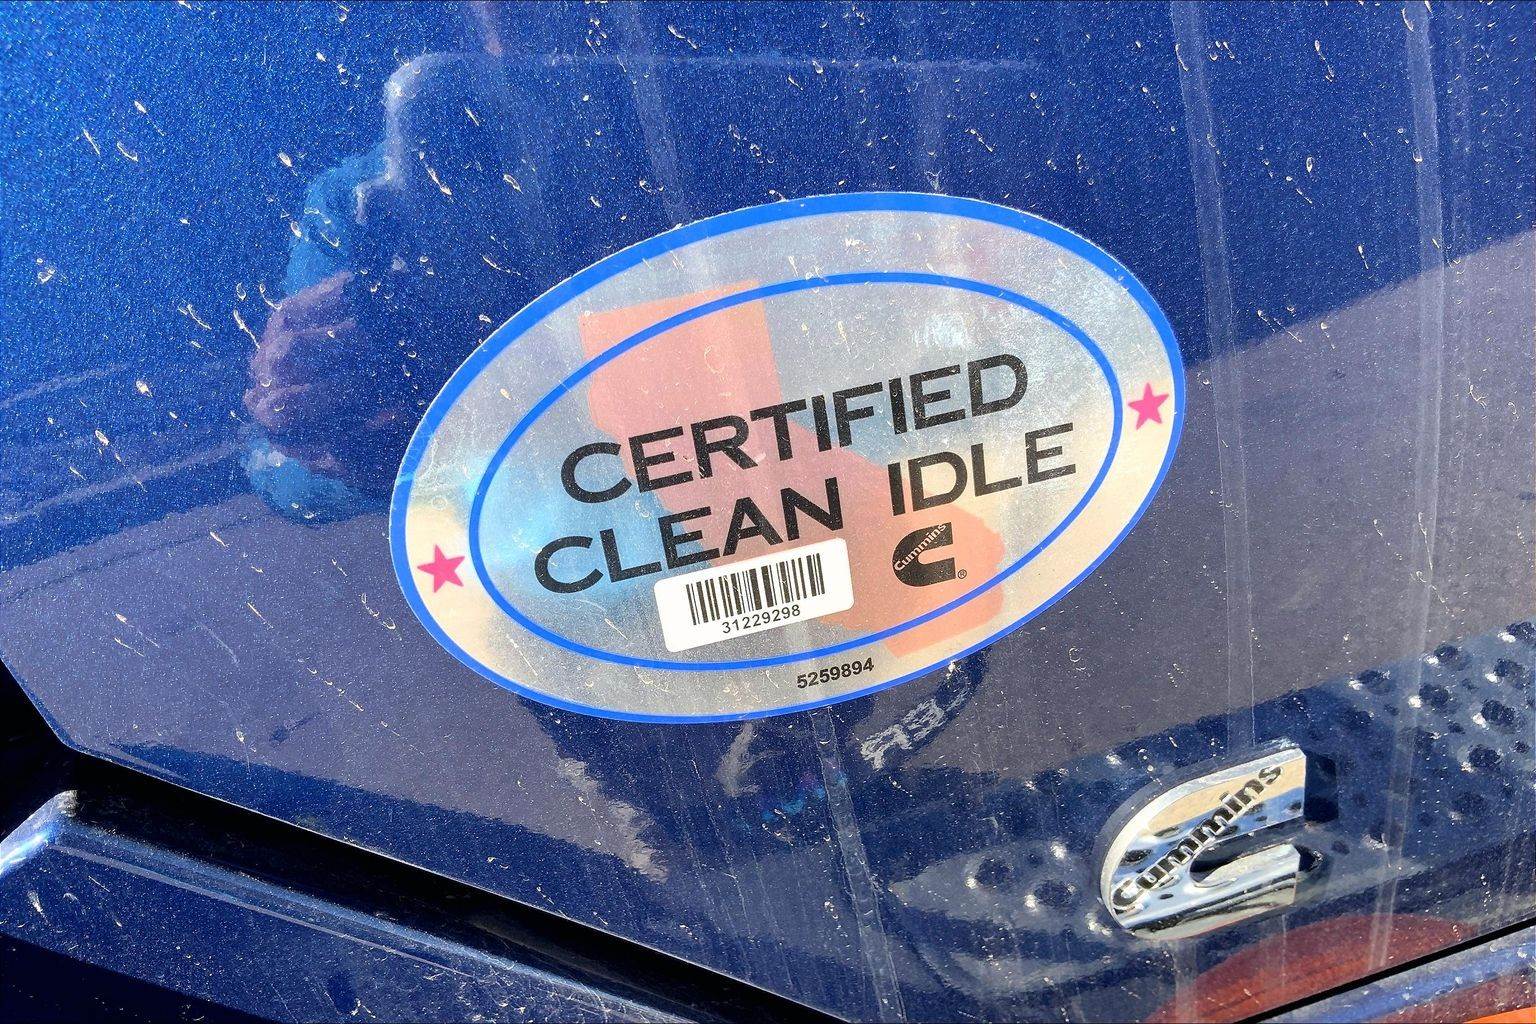 CERTIFIED
CLEAN IDLE
Cummins
®
31229298
5259894
Cummins